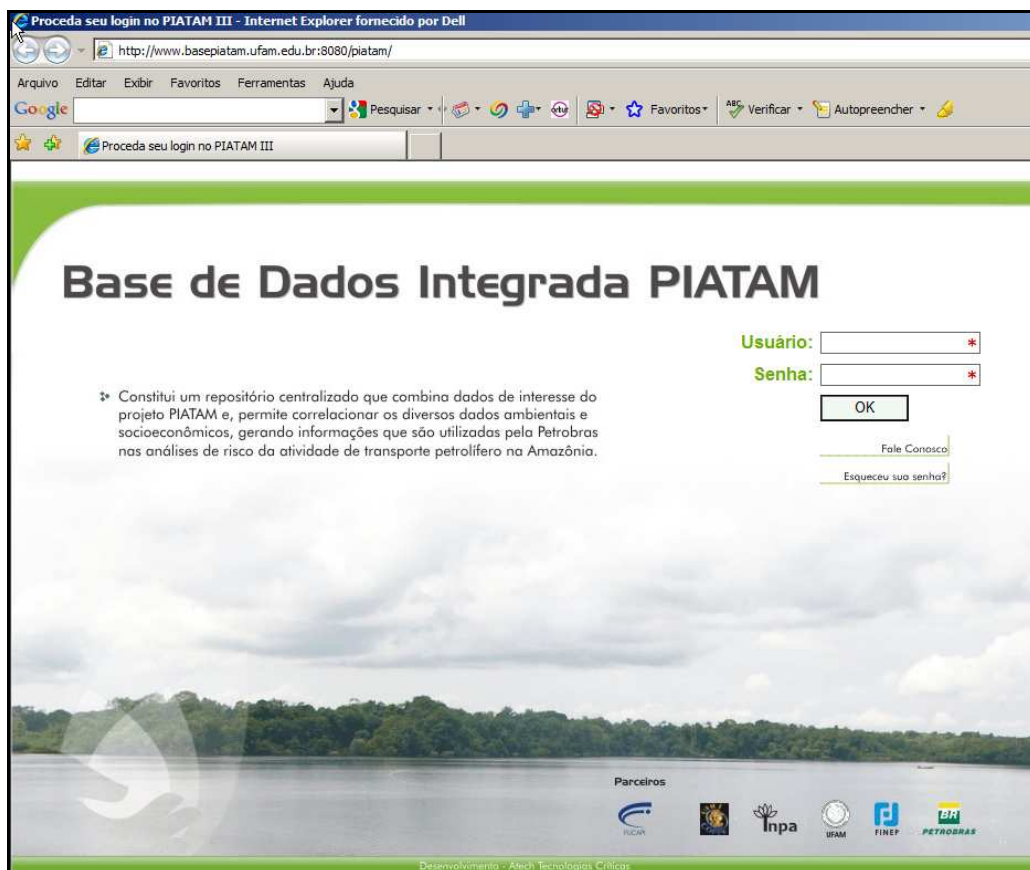 Proceda seu login no PIATAM III - Internet Explorer fornecido por Dell
http://www.basepiatam.ufam.edu.br:8080/piatam/
Arquivo Editar Exibir Favoritos Ferramentas Ajuda
Google Pesquisar Favoritos ABC Verificar Autopreencher
Proceda seu login no PIATAM III
Base de Dados Integrada PIATAM
Usuário: *
Senha: *
OK
Fale Conosco
Esqueceu sua senha?
Constitui um repositório centralizado que combina dados de interesse do
projeto PIATAM e, permite correlacionar os diversos dados ambientais e
socioeconômicos, gerando informações que são utilizadas pela Petrobras
nas análises de risco da atividade de transporte petrolífero na Amazônia.
Parceiros
FUCAPI Inpa UFAM FINEP BR PETROBRAS
Desenvolvimento - Atech Tecnologias Críticas